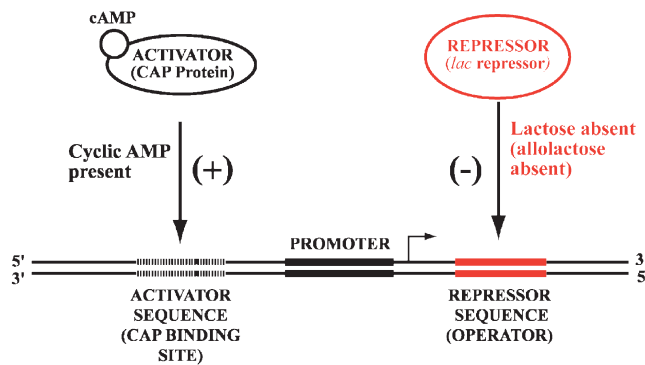 cAMP
ACTIVATOR
(CAP Protein)
REPRESSOR
(lac repressor)
Cyclic AMP
present
(+)
(-)
Lactose absent
(allolactose
absent)
PROMOTER
5'
3'
3
5
ACTIVATOR
SEQUENCE
(CAP BINDING
SITE)
REPRESSOR
SEQUENCE
(OPERATOR)